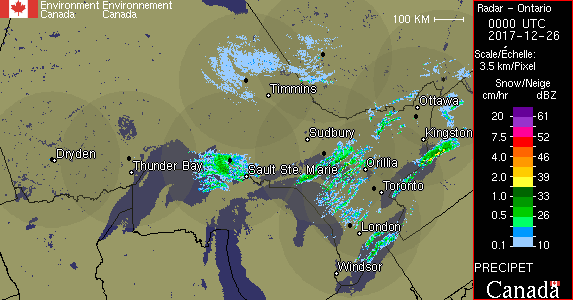 Environment Environnement
Canada Canada
100 KM
Timmins
Ottawa
Sudbury
Kingston
Dryden
Thunder Bay
Sault Ste. Marie
Orillia
Toronto
London
Windsor
Radar - Ontario
0000 UTC
2017-12-26
Scale/Échelle:
3.5 km/Pixel
Snow/Neige
cm/hr dBZ
20 61
7.5 52
4.0 46
2.0 39
1.0 33
0.5 26
0.1 10
PRECIPET
Canada